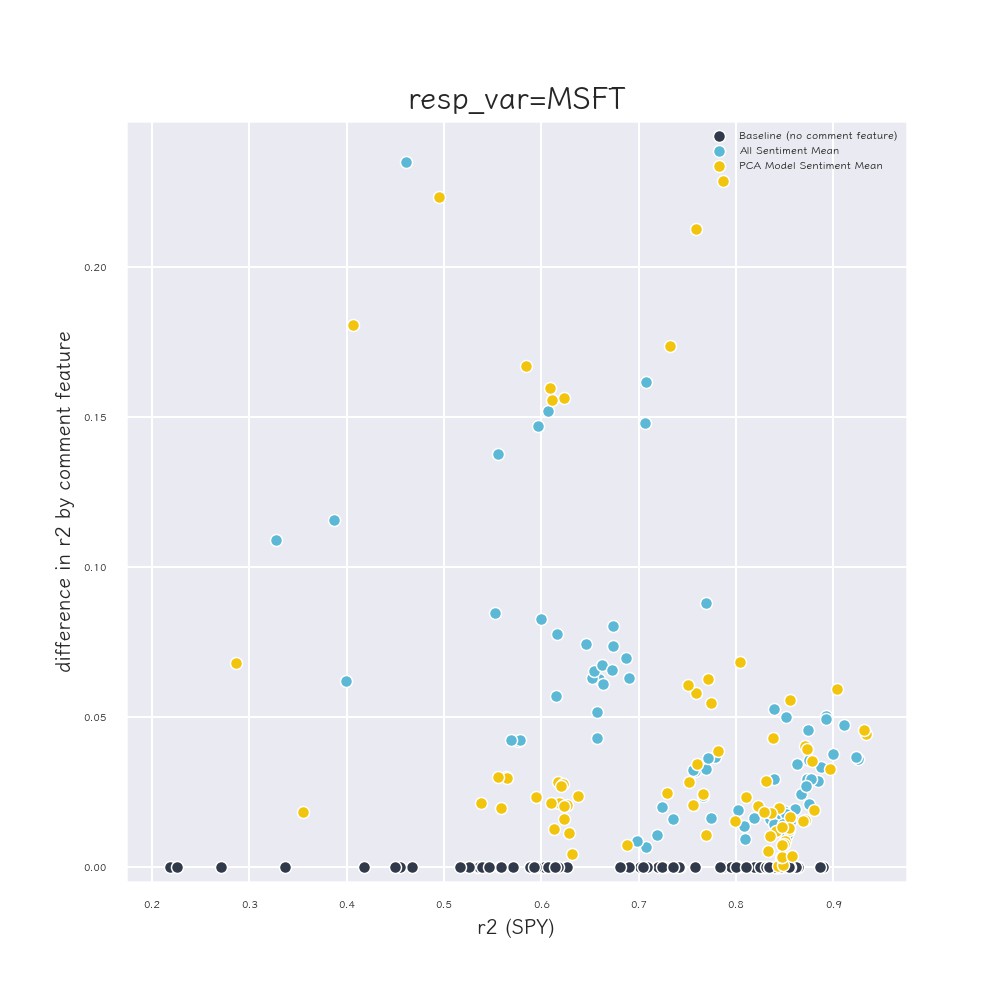 resp_var=MSFT
Baseline (no comment feature)
All Sentiment Mean
PCA Model Sentiment Mean
difference in r2 by comment feature
0.20
0.15
0.10
0.05
0.00
0.2 0.3 0.4 0.5 0.6 0.7 0.8 0.9
r2 (SPY)